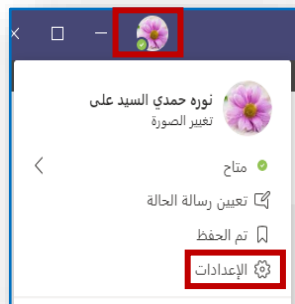 نوره حمدي السيد على
تغيير الصورة
متاح
تعيين رسالة الحالة
تم الحفظ
الإعدادات